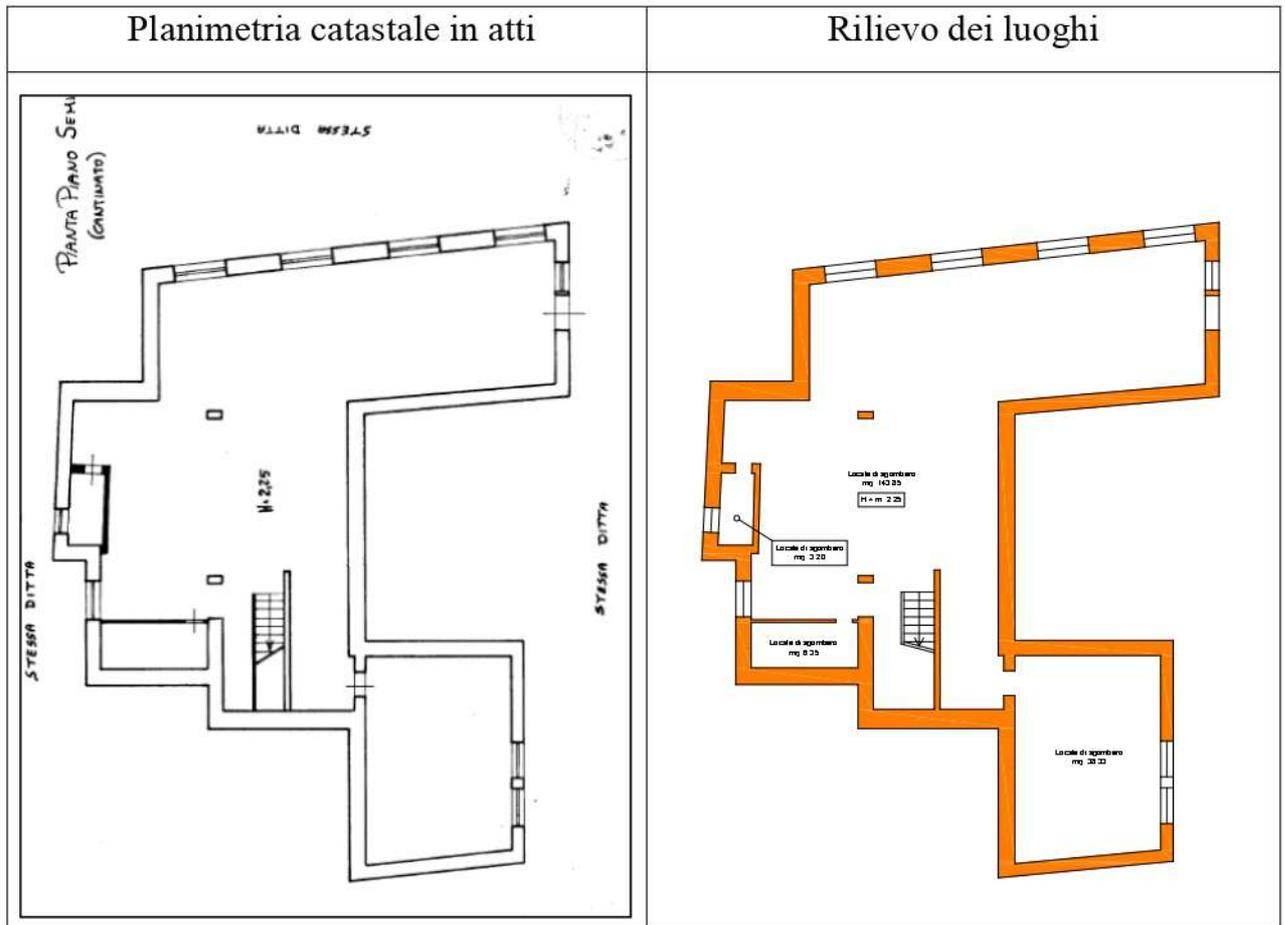 Planimetria catastale in atti
Rilievo dei luoghi
PIANTA PIANO SEMI
(CANTINATO)
STESSA DITTA
H=2,25
STESSA DITTA
STESSA DITTA
Locale di sgombero
mq 143.85
H = m 2.25
Locale di sgombero
mq 3.20
Locale di sgombero
mq 8.35
Locale di sgombero
mq 38.33